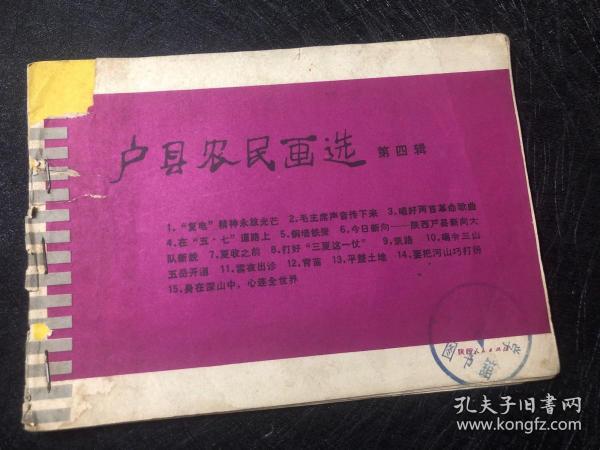 户县农民画选 第四辑
1.“复电”精神永放光芒 2.毛主席声音传下来 3.唱好两首革命歌曲
4.在“五·七”道路上 5.铜墙铁壁 6.今日新向——陕西户县新向大
队新貌 7.夏收之前 8.打好“三夏这一仗” 9.筑路 10.喝令三山
五岳开道 11.雪夜出诊 12.育苗 13.平整土地 14.要把河山巧打扮
15.身在深山中，心连全世界
陕西人民出版社
孔夫子旧书网
www.kongfz.com